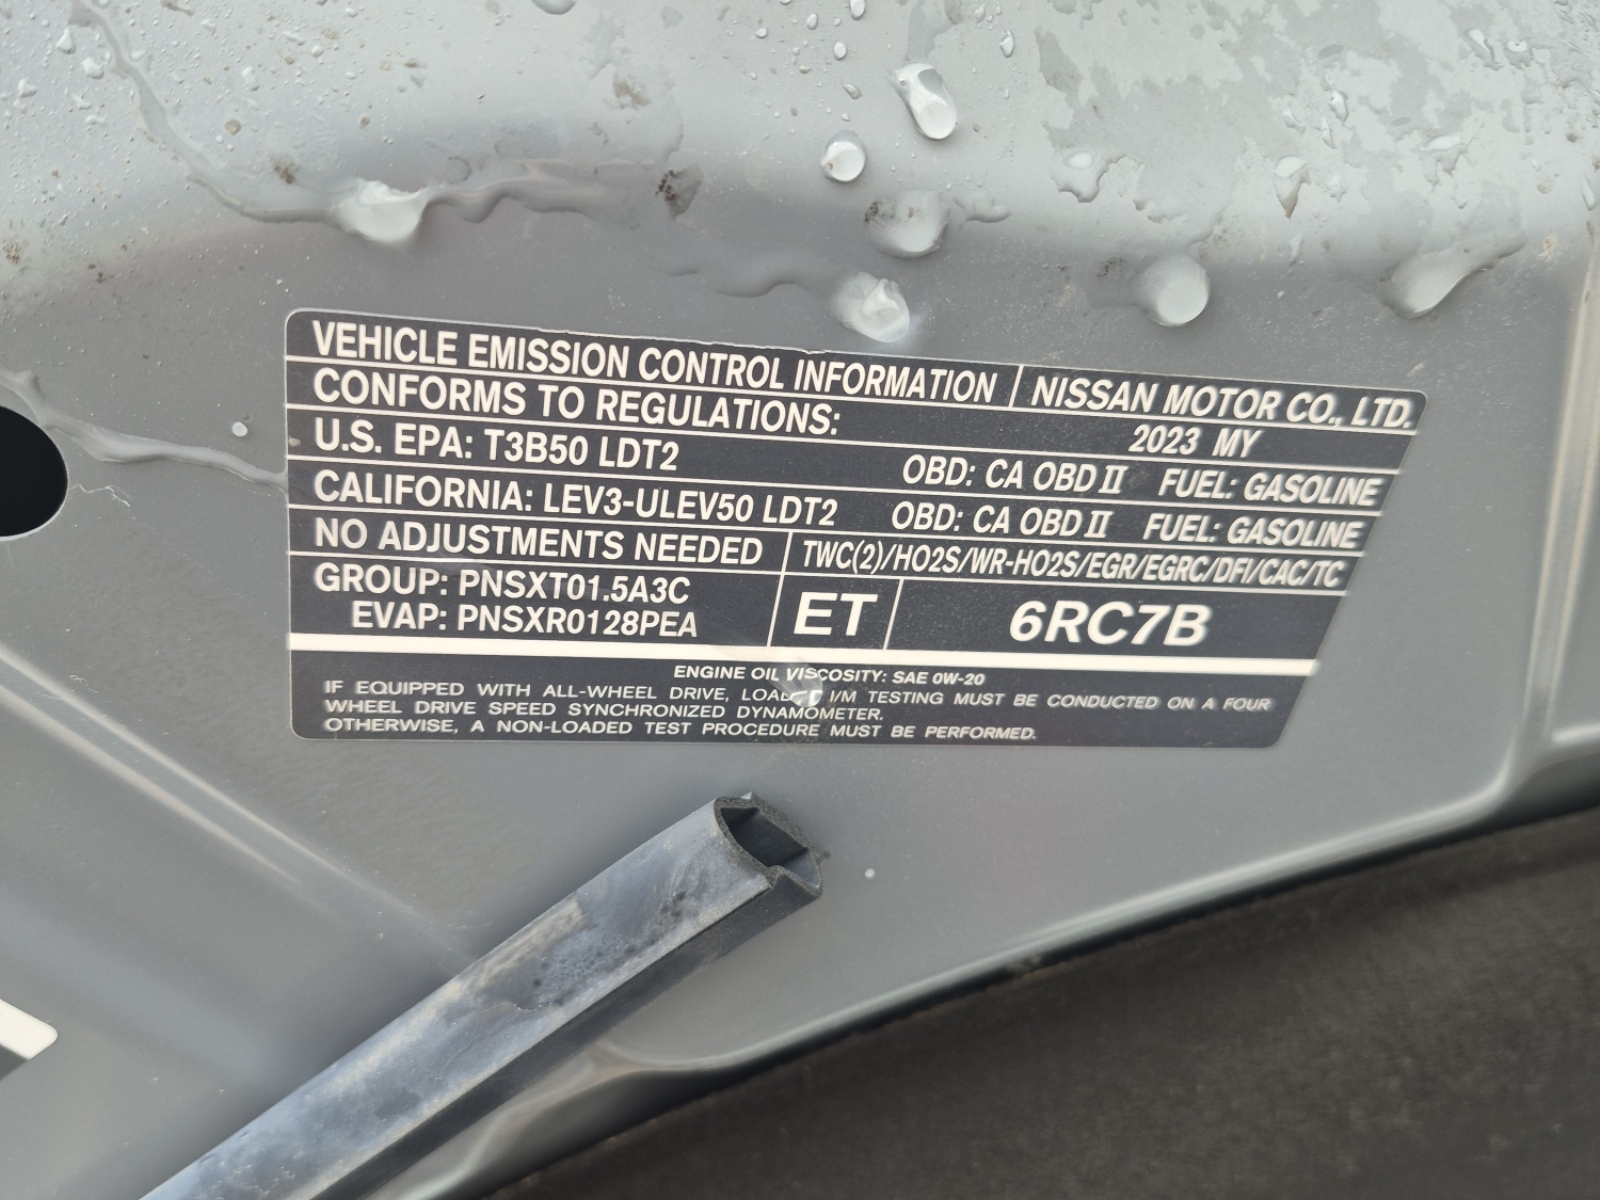 VEHICLE EMISSION CONTROL INFORMATION NISSAN MOTOR CO., LTD.
CONFORMS TO REGULATIONS: 2023 MY
U.S. EPA: T3B50 LDT2 OBD: CA OBD II FUEL: GASOLINE
CALIFORNIA: LEV3-ULEV50 LDT2 OBD: CA OBD II FUEL: GASOLINE
NO ADJUSTMENTS NEEDED TWC(2)/HO2S/WR-HO2S/EGR/EGRC/DFI/CAC/TC
GROUP: PNSXT01.5A3C ET 6RC7B
EVAP: PNSXR0128PEA
ENGINE OIL VISCOSITY: SAE 0W-20
IF EQUIPPED WITH ALL-WHEEL DRIVE, LOADED I/M TESTING MUST BE CONDUCTED ON A FOUR
WHEEL DRIVE SPEED SYNCHRONIZED DYNAMOMETER.
OTHERWISE, A NON-LOADED TEST PROCEDURE MUST BE PERFORMED.